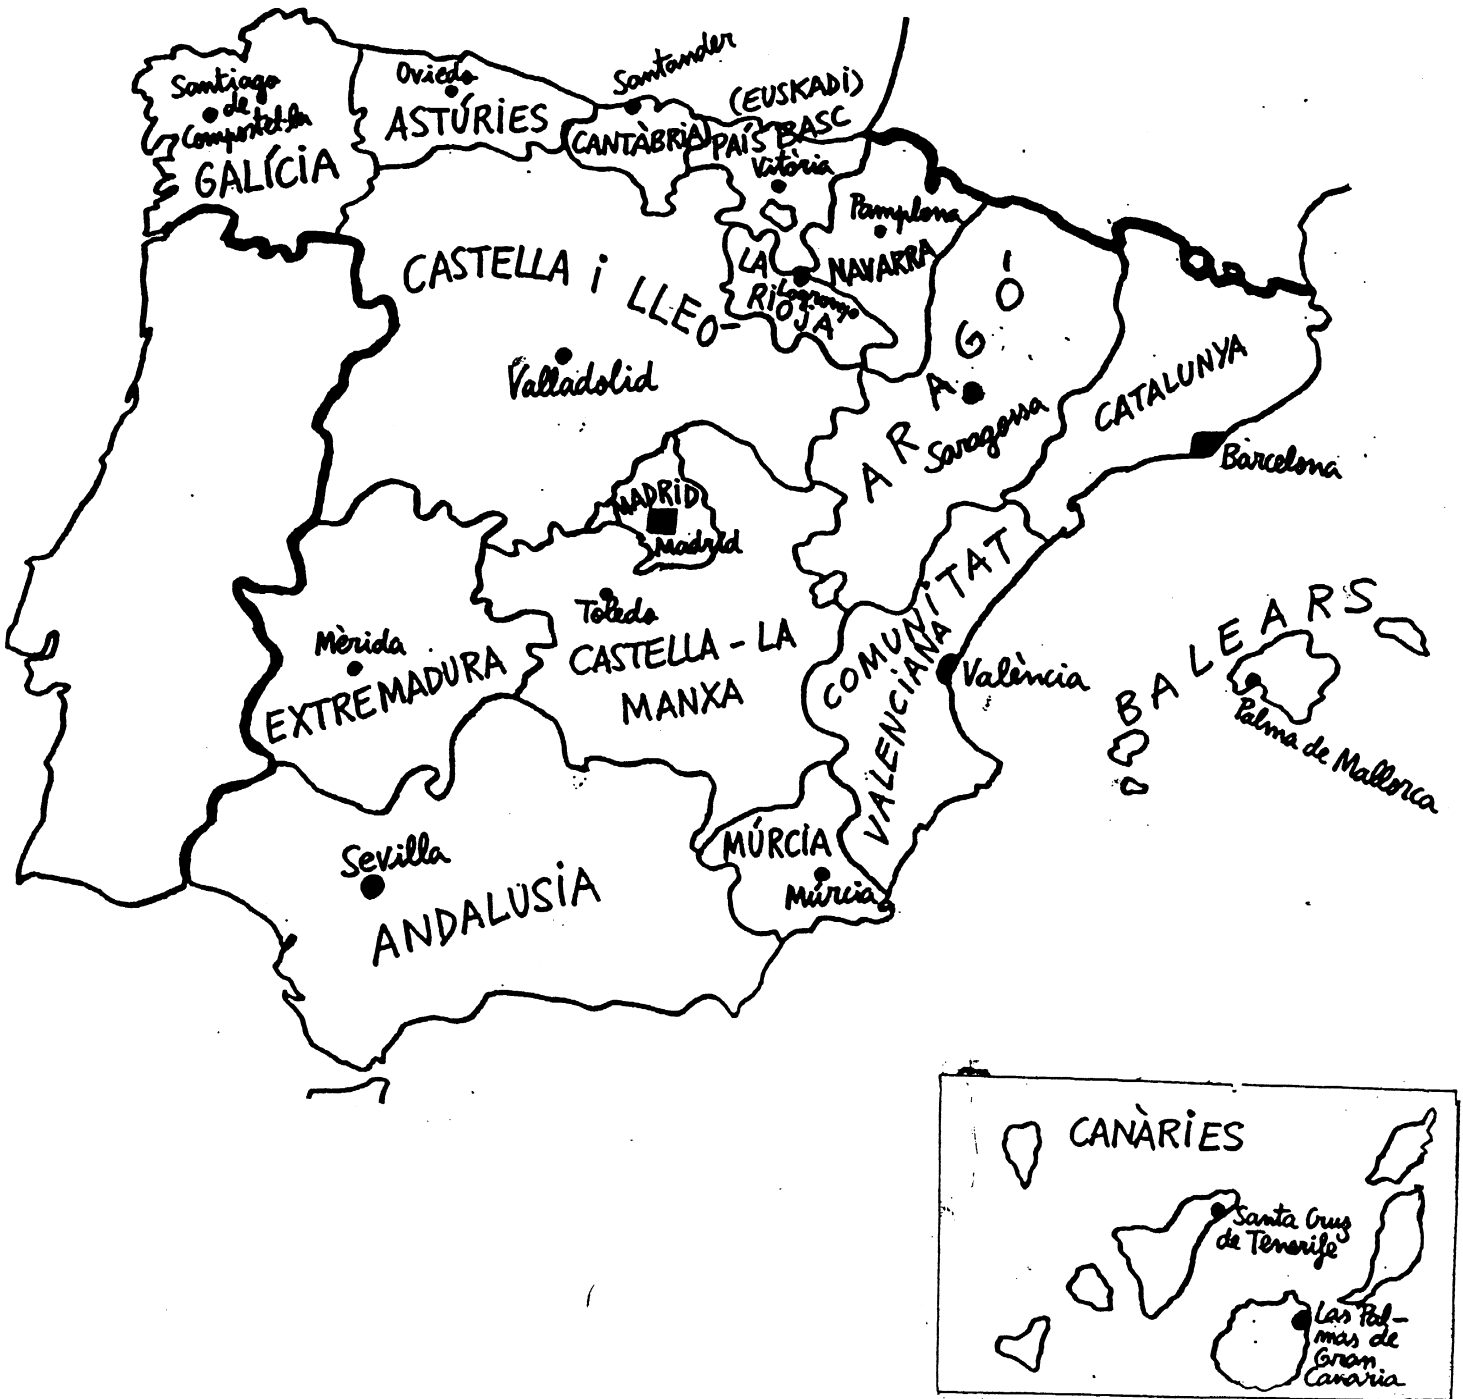 Santander
Oviedo
(EUSKADI)
Santiago
de
Compostel·la
ASTÚRIES
CANTÀBRIA
PAÍS BASC
GALÍCIA
Vitòria
Pamplona
NAVARRA
CASTELLA i LLEÓ
LA
RIOJA
Logronyo
ARAGÓ
Valladolid
Saragossa
CATALUNYA
Barcelona
MADRID
Madrid
COMUNITAT
VALENCIANA
BALEARS
Toledo
Mèrida
CASTELLA - LA
MANXA
EXTREMADURA
València
Palma de Mallorca
MÚRCIA
Múrcia
Sevilla
ANDALUSIA
CANÀRIES
Santa Cruz
de Tenerife
Las Pal-
mas de
Gran
Canaria